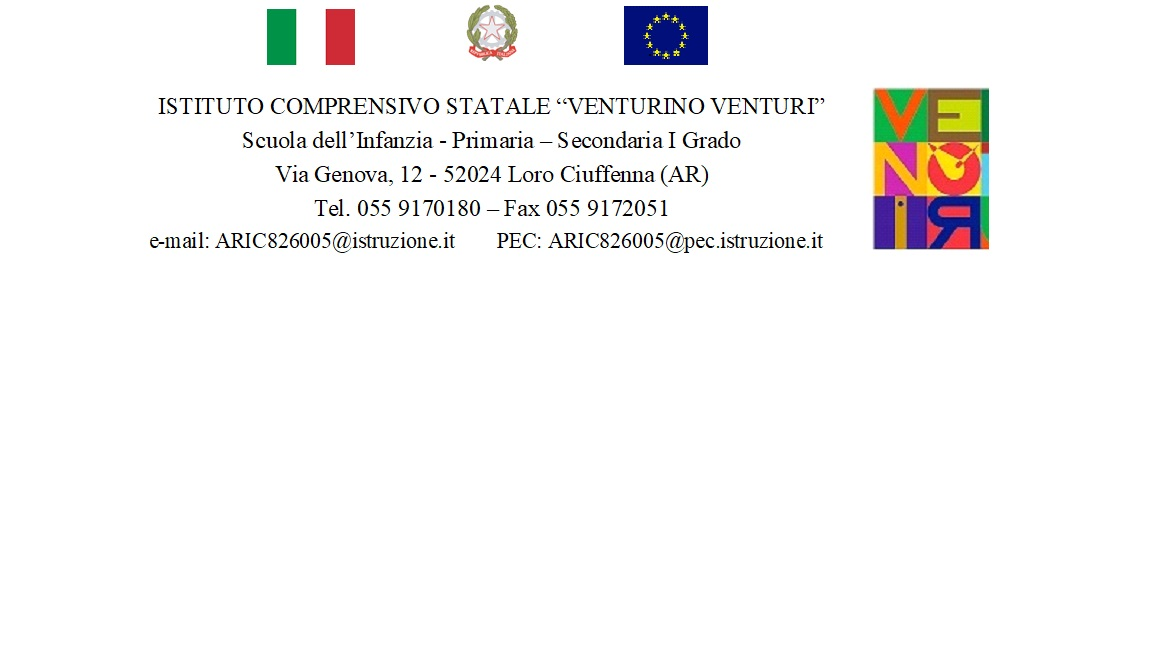 ISTITUTO COMPRENSIVO STATALE “VENTURINO VENTURI”
Scuola dell’Infanzia - Primaria – Secondaria I Grado
Via Genova, 12 - 52024 Loro Ciuffenna (AR)
Tel. 055 9170180 – Fax 055 9172051
e-mail: ARIC826005@istruzione.it PEC: ARIC826005@pec.istruzione.it
VE